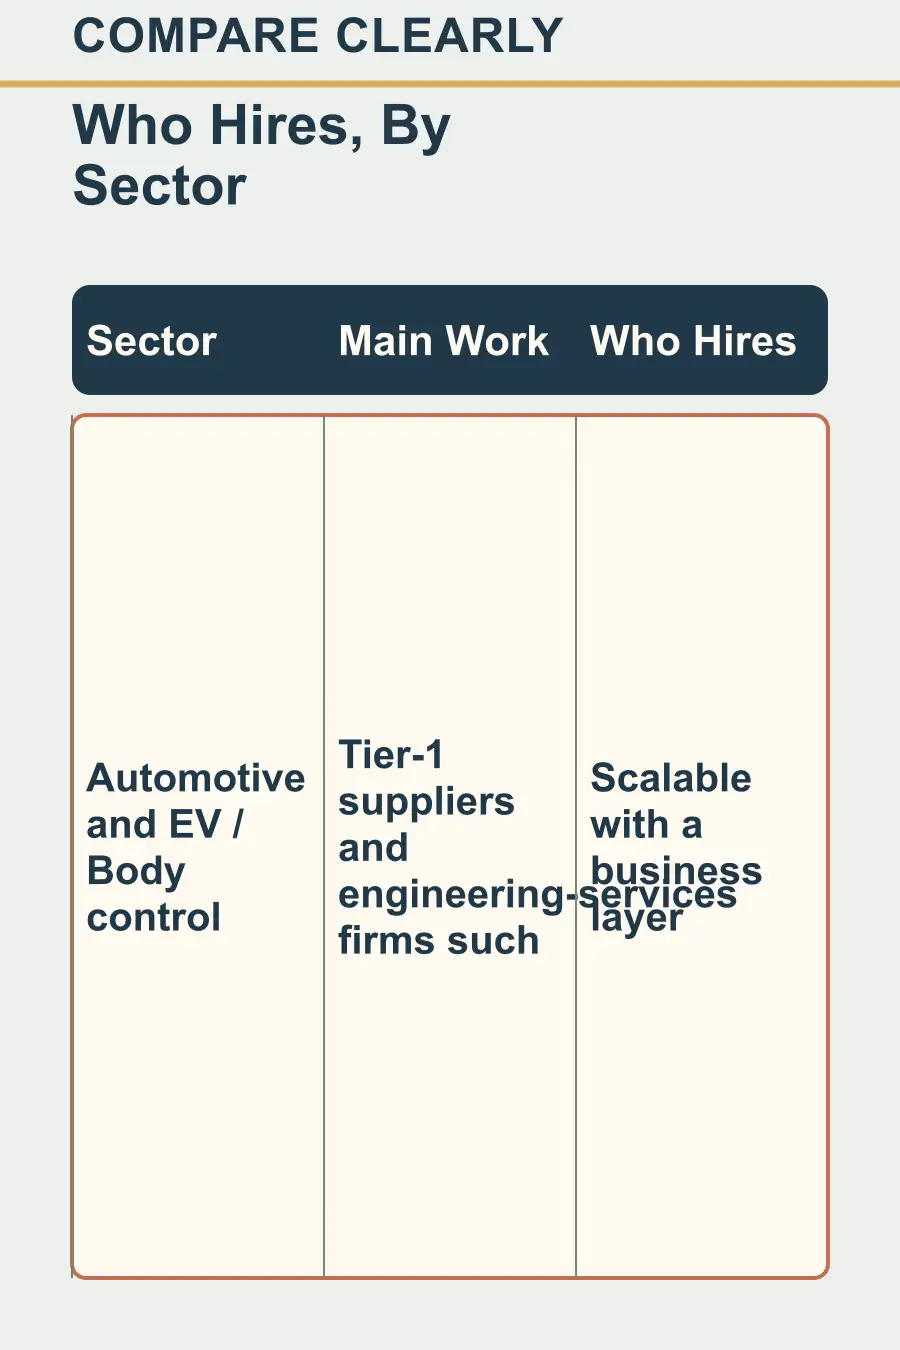 COMPARE CLEARLY
Who Hires, By
Sector
Sector
Main Work
Who Hires
Automotive
and EV /
Body
control
Tier-1
suppliers
and
engineering-services
firms such
Scalable
with a
business
layer